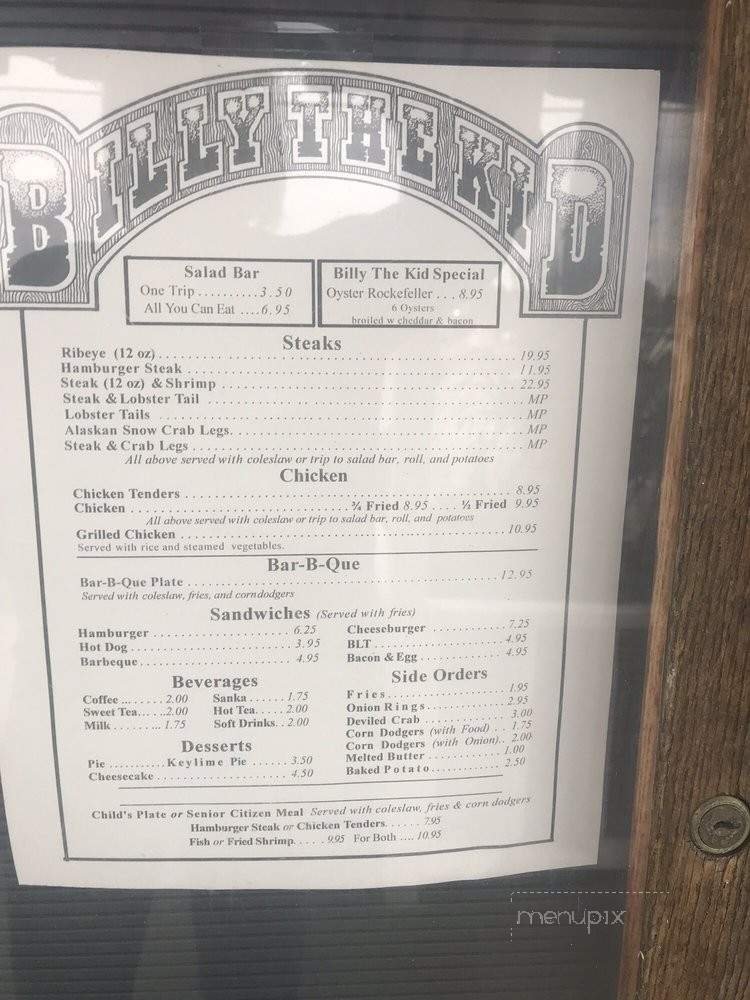 BILLY THE KID
Salad Bar
One Trip ..........3.50
All You Can Eat ....6.95
Billy The Kid Special
Oyster Rockefeller . . . 8.95
6 Oysters
broiled w cheddar & bacon
Steaks
Ribeye (12 oz) ........ 19.95
Hamburger Steak ........ 11.95
Steak (12 oz) & Shrimp ........ 22.95
Steak & Lobster Tail ........ MP
Lobster Tails ........ MP
Alaskan Snow Crab Legs. ........ MP
Steak & Crab Legs ........ MP
All above served with coleslaw or trip to salad bar, roll, and potatoes
Chicken
Chicken Tenders ........ 8.95
Chicken ........ ¾ Fried 8.95 . . . . ½ Fried 9.95
All above served with coleslaw or trip to salad bar, roll, and potatoes
Grilled Chicken ........ 10.95
Served with rice and steamed vegetables.
Bar-B-Que
Bar-B-Que Plate ........ 12.95
Served with coleslaw, fries, and corndodgers
Sandwiches (Served with fries)
Hamburger ........ 6.25
Hot Dog ........ 3.95
Barbeque ........ 4.95
Cheeseburger ........ 7.25
BLT ........ 4.95
Bacon & Egg ........ 4.95
Beverages
Coffee ... ...... 2.00 Sanka ...... 1.75
Sweet Tea... ...2.00 Hot Tea. ..... 2.00
Milk ......... 1.75 Soft Drinks. . 2.00
Desserts
Pie ...........Keylime Pie ...... 3.50
Cheesecake ........ 4.50
Side Orders
Fries ........ 1.95
Onion Rings ........ 2.95
Deviled Crab ........ 3.00
Corn Dodgers (with Food) . . 1.75
Corn Dodgers (with Onion).. 2.00
Melted Butter ........ 1.00
Baked Potato ........ 2.50
Child's Plate or Senior Citizen Meal Served with coleslaw, fries & corn dodgers
Hamburger Steak or Chicken Tenders. ..... 7.95
Fish or Fried Shrimp. .... 9.95 For Both .... 10.95
menupix